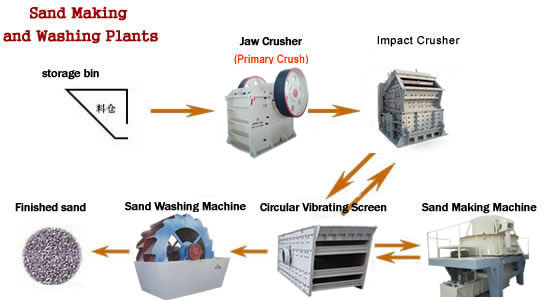 Sand Making
and Washing Plants
Jaw Crusher
(Primary Crush)
Impact Crusher
storage bin
料仓
Finished sand
Sand Washing Machine
Circular Vibrating Screen
Sand Making Machine